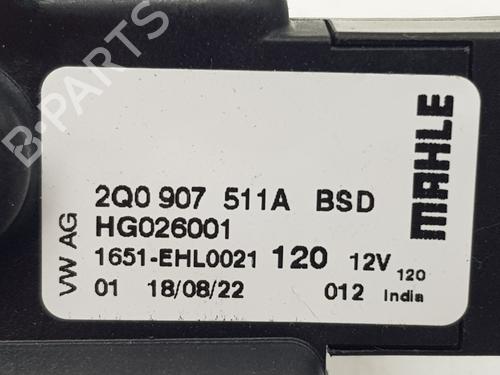 B-PARTS
VW AG
2Q0 907 511A BSD
HG026001
1651-EHL0021 120 12V 120
01 18/08/22 012 India
MAHLE